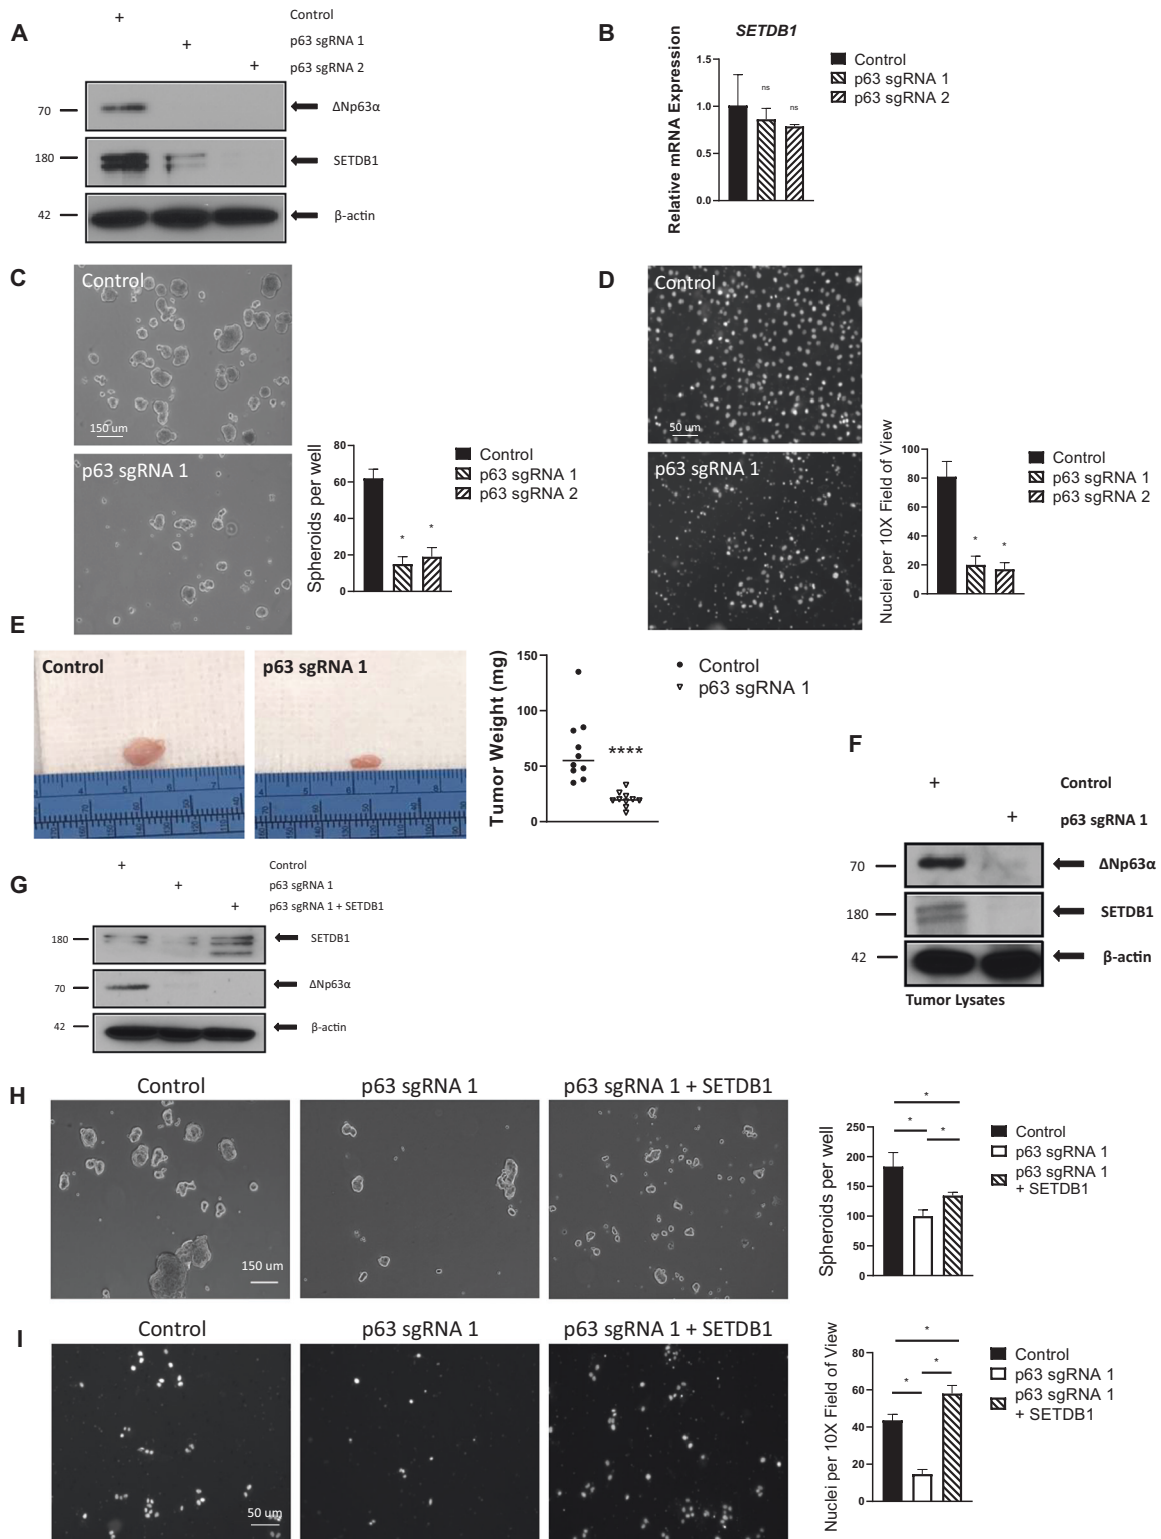 A
+
Control
+
p63 sgRNA 1
+
p63 sgRNA 2
70
ΔNp63α
180
SETDB1
42
β-actin
B
SETDB1
Relative mRNA Expression
1.5
1.0
0.5
0.0
ns
ns
Control
p63 sgRNA 1
p63 sgRNA 2
C
Control
150 um
p63 sgRNA 1
Spheroids per well
80
60
40
20
0
*
*
Control
p63 sgRNA 1
p63 sgRNA 2
D
Control
50 um
p63 sgRNA 1
Nuclei per 10X Field of View
100
80
60
40
20
0
*
*
Control
p63 sgRNA 1
p63 sgRNA 2
E
Control
p63 sgRNA 1
Tumor Weight (mg)
150
100
50
0
****
Control
p63 sgRNA 1
F
+
Control
+
p63 sgRNA 1
70
ΔNp63α
180
SETDB1
42
β-actin
Tumor Lysates
G
+
Control
+
p63 sgRNA 1
+
p63 sgRNA 1 + SETDB1
180
SETDB1
70
ΔNp63α
42
β-actin
H
Control
p63 sgRNA 1
p63 sgRNA 1 + SETDB1
150 um
Spheroids per well
250
200
150
100
50
0
*
*
*
Control
p63 sgRNA 1
p63 sgRNA 1
+ SETDB1
I
Control
p63 sgRNA 1
p63 sgRNA 1 + SETDB1
50 um
Nuclei per 10X Field of View
80
60
40
20
0
*
*
*
Control
p63 sgRNA 1
p63 sgRNA 1
+ SETDB1